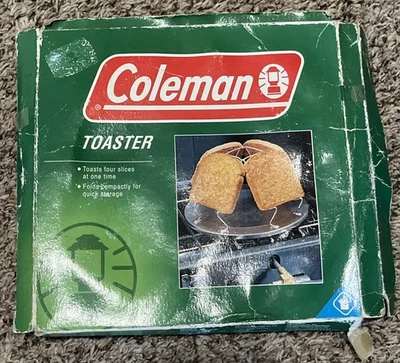 Coleman
®
TOASTER
• Toasts four slices
at one time
• Folds compactly for
quick storage